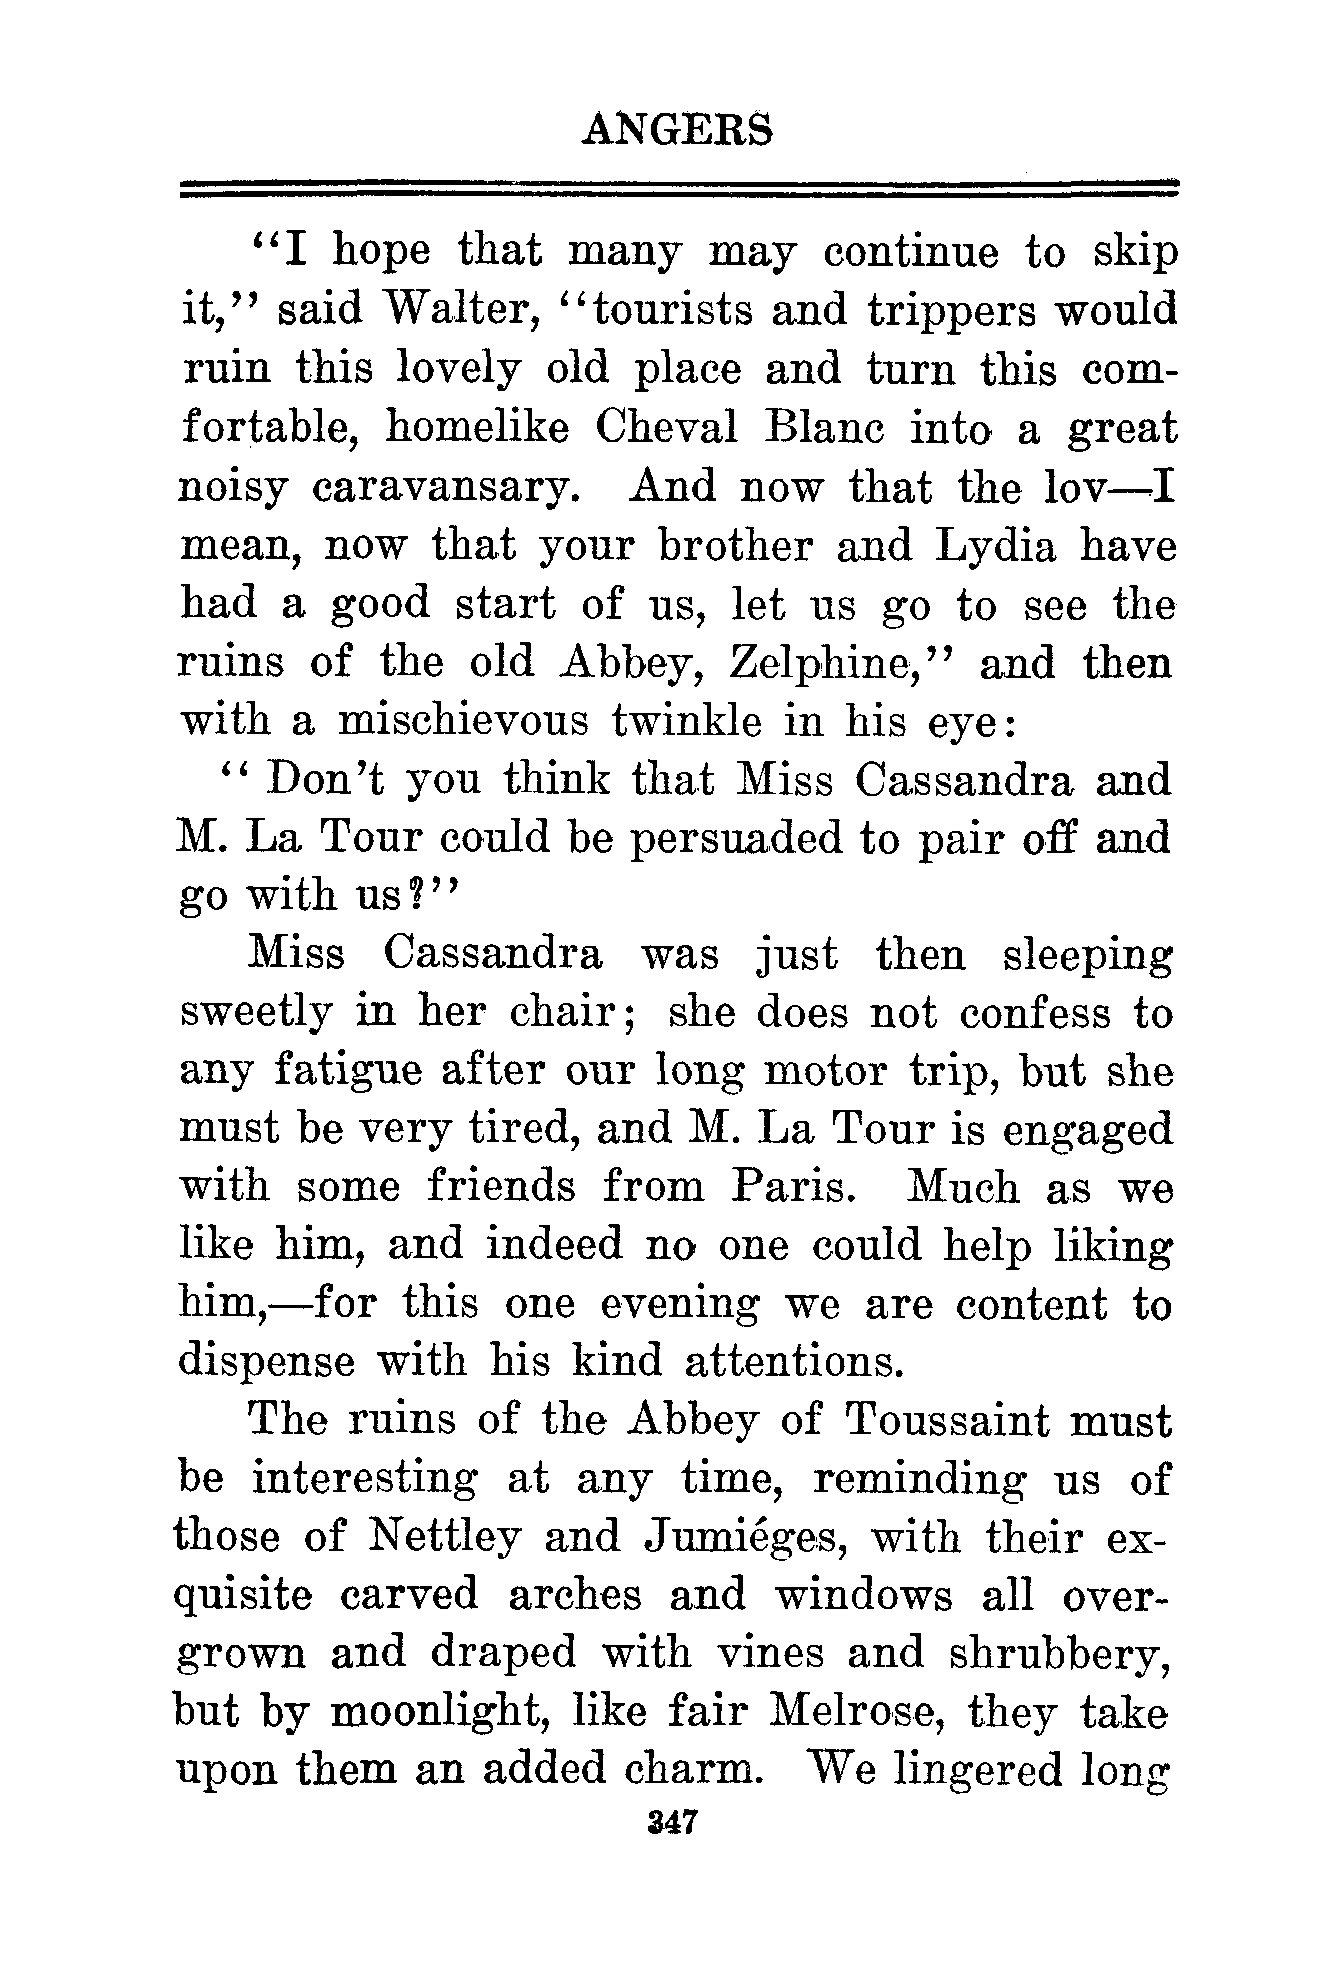 ANGERS
“I hope that many may continue to skip
it,” said Walter, “tourists and trippers would
ruin this lovely old place and turn this com-
fortable, homelike Cheval Blanc into a great
noisy caravansary. And now that the lov—I
mean, now that your brother and Lydia have
had a good start of us, let us go to see the
ruins of the old Abbey, Zelphine,” and then
with a mischievous twinkle in his eye:
“ Don’t you think that Miss Cassandra and
M. La Tour could be persuaded to pair off and
go with us?”
Miss Cassandra was just then sleeping
sweetly in her chair; she does not confess to
any fatigue after our long motor trip, but she
must be very tired, and M. La Tour is engaged
with some friends from Paris. Much as we
like him, and indeed no one could help liking
him,—for this one evening we are content to
dispense with his kind attentions.
The ruins of the Abbey of Toussaint must
be interesting at any time, reminding us of
those of Nettley and Jumiéges, with their ex-
quisite carved arches and windows all over-
grown and draped with vines and shrubbery,
but by moonlight, like fair Melrose, they take
upon them an added charm. We lingered long
347